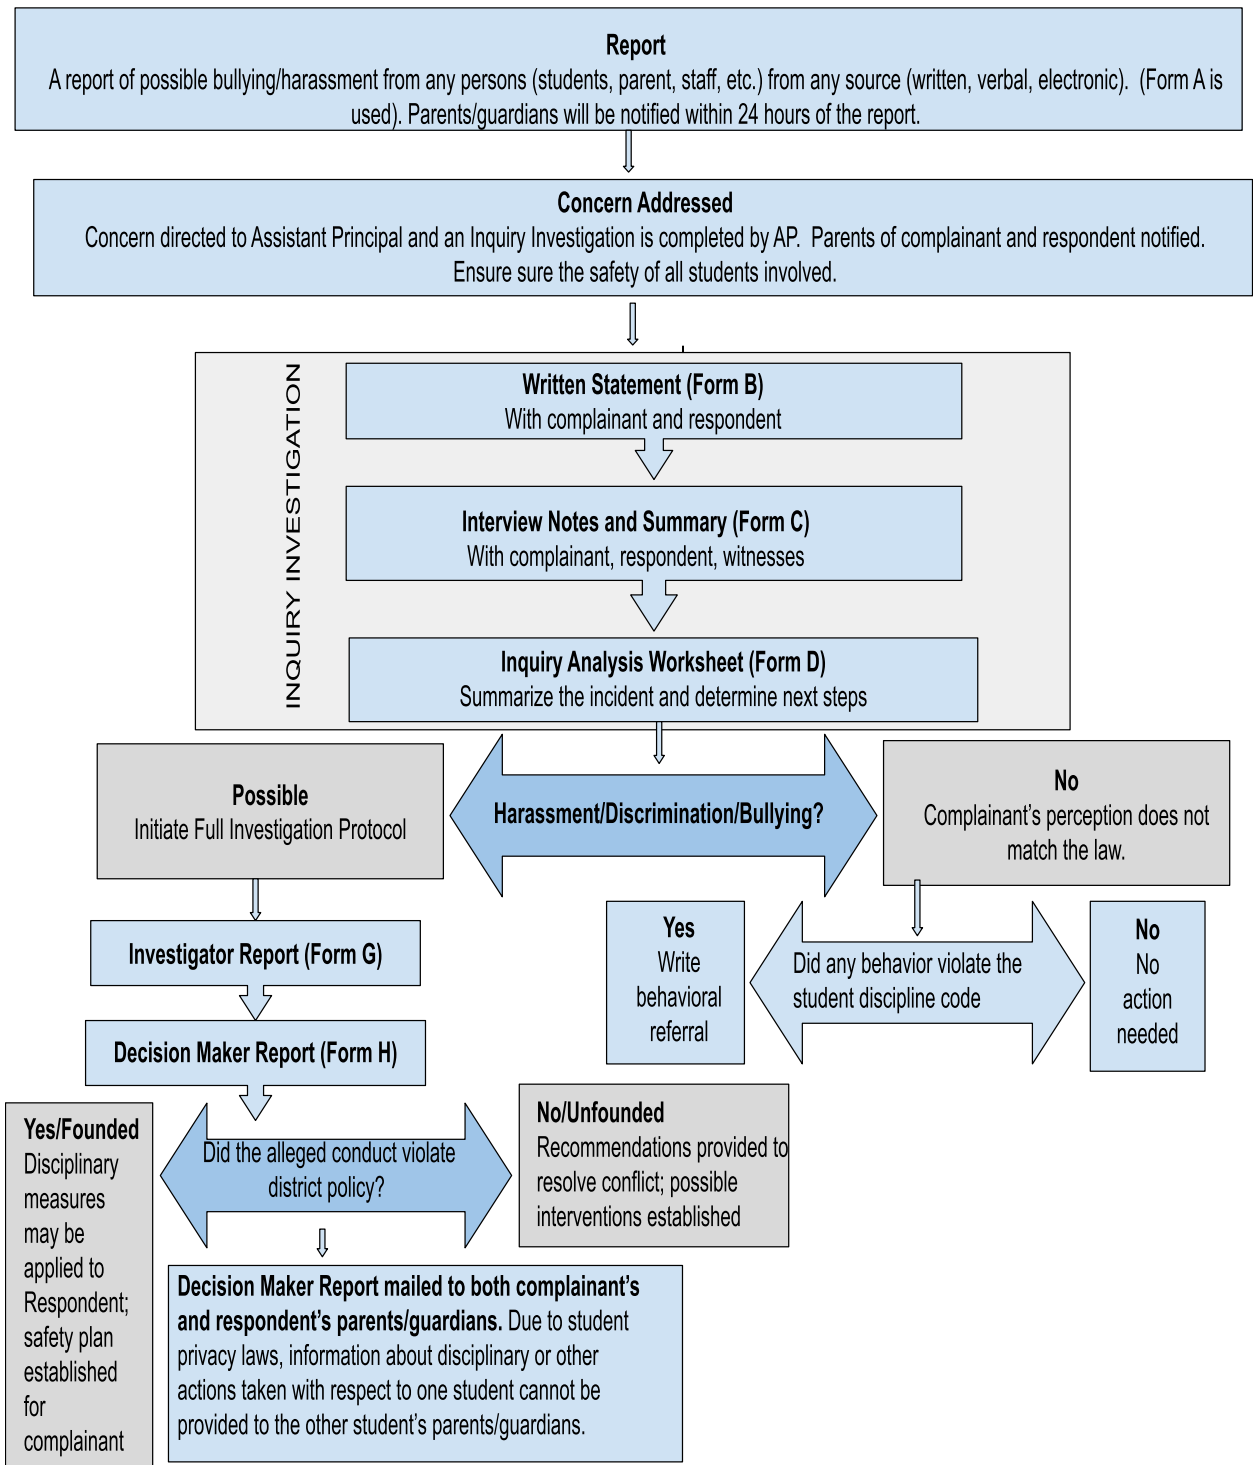 Report
A report of possible bullying/harassment from any persons (students, parent, staff, etc.) from any source (written, verbal, electronic). (Form A is
used). Parents/guardians will be notified within 24 hours of the report.
Concern Addressed
Concern directed to Assistant Principal and an Inquiry Investigation is completed by AP. Parents of complainant and respondent notified.
Ensure sure the safety of all students involved.
INQUIRY INVESTIGATION
Written Statement (Form B)
With complainant and respondent
Interview Notes and Summary (Form C)
With complainant, respondent, witnesses
Inquiry Analysis Worksheet (Form D)
Summarize the incident and determine next steps
Harassment/Discrimination/Bullying?
Possible
Initiate Full Investigation Protocol
No
Complainant’s perception does not
match the law.
Investigator Report (Form G)
Decision Maker Report (Form H)
Yes
Write
behavioral
referral
Did any behavior violate the
student discipline code
No
No
action
needed
Yes/Founded
Disciplinary
measures
may be
applied to
Respondent;
safety plan
established
for
complainant
Did the alleged conduct violate
district policy?
No/Unfounded
Recommendations provided to
resolve conflict; possible
interventions established
Decision Maker Report mailed to both complainant’s
and respondent’s parents/guardians. Due to student
privacy laws, information about disciplinary or other
actions taken with respect to one student cannot be
provided to the other student’s parents/guardians.